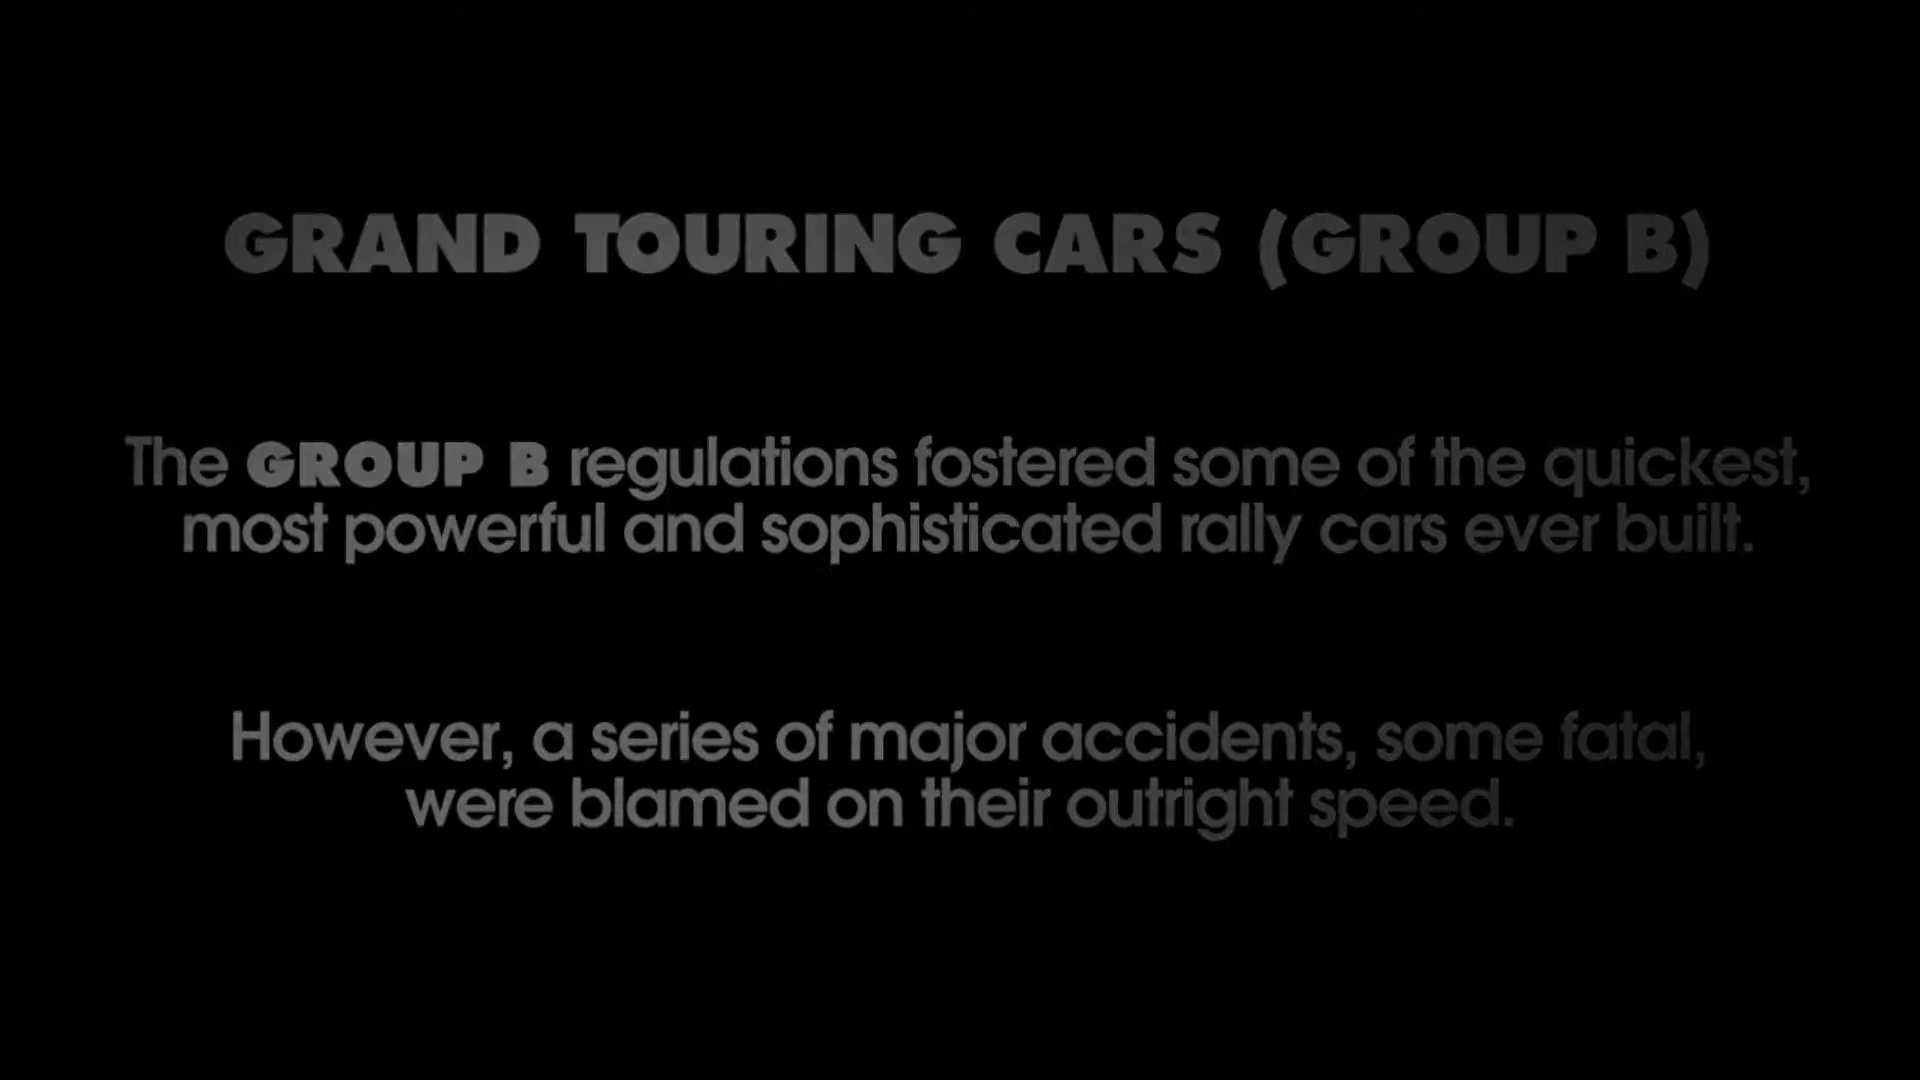 GRAND TOURING CARS (GROUP B)
The GROUP B regulations fostered some of the quickest,
most powerful and sophisticated rally cars ever built.
However, a series of major accidents, some fatal,
were blamed on their outright speed.